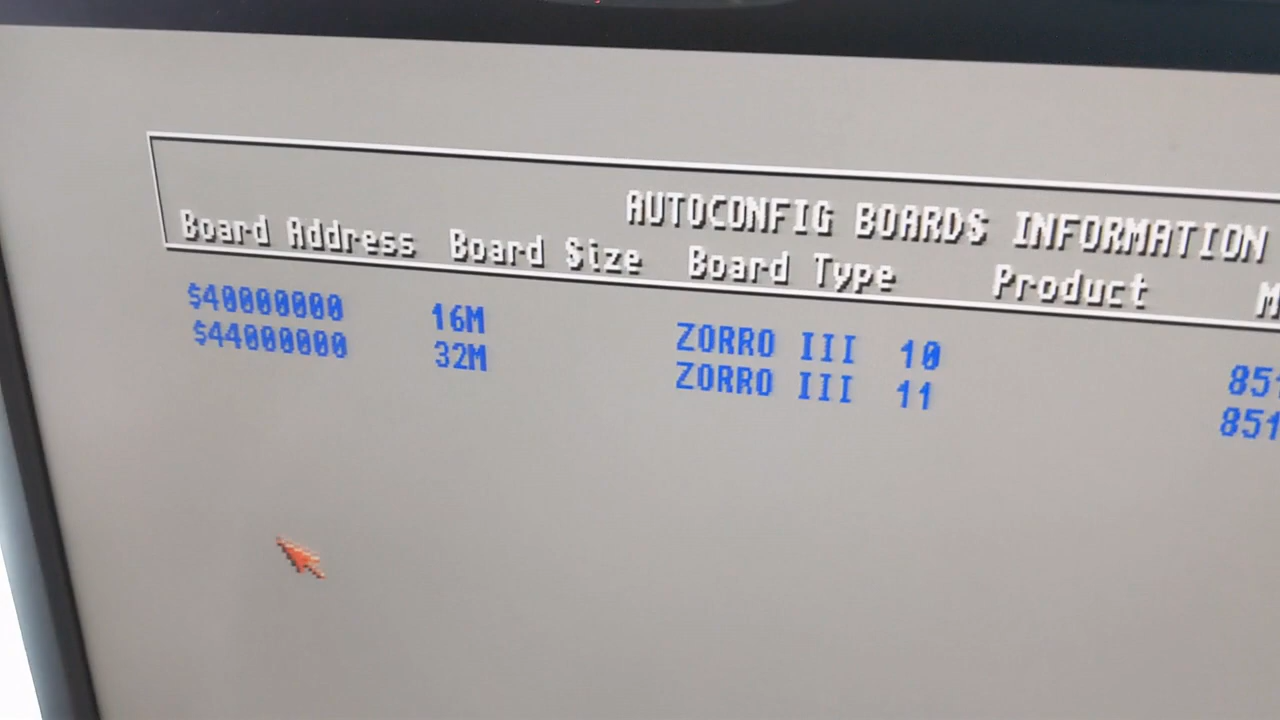 AUTOCONFIG BOARDS INFORMATION
Board Address Board Size Board Type Product
$40000000 16M ZORRO III 10
$44000000 32M ZORRO III 11